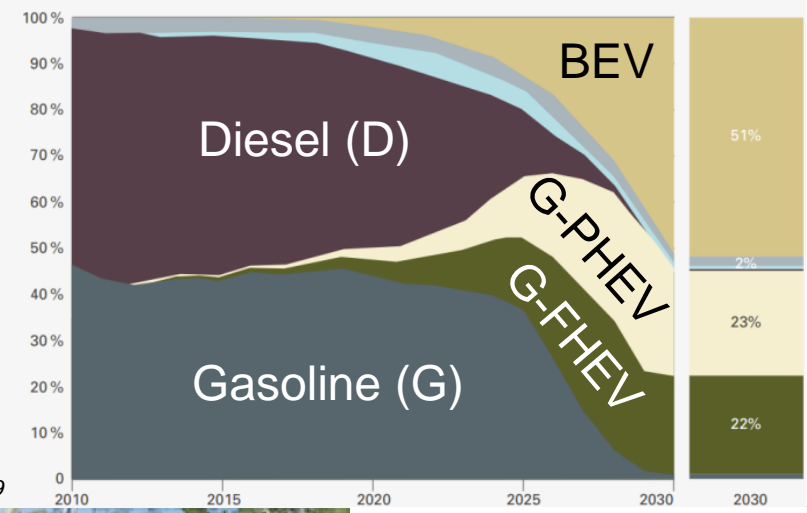 100 %
90 %
80 %
70 %
60 %
50 %
40 %
30 %
20 %
10 %
0
BEV
Diesel (D)
G-PHEV
G-FHEV
Gasoline (G)
51%
2%
23%
22%
9
2010 2015 2020 2025 2030 2030